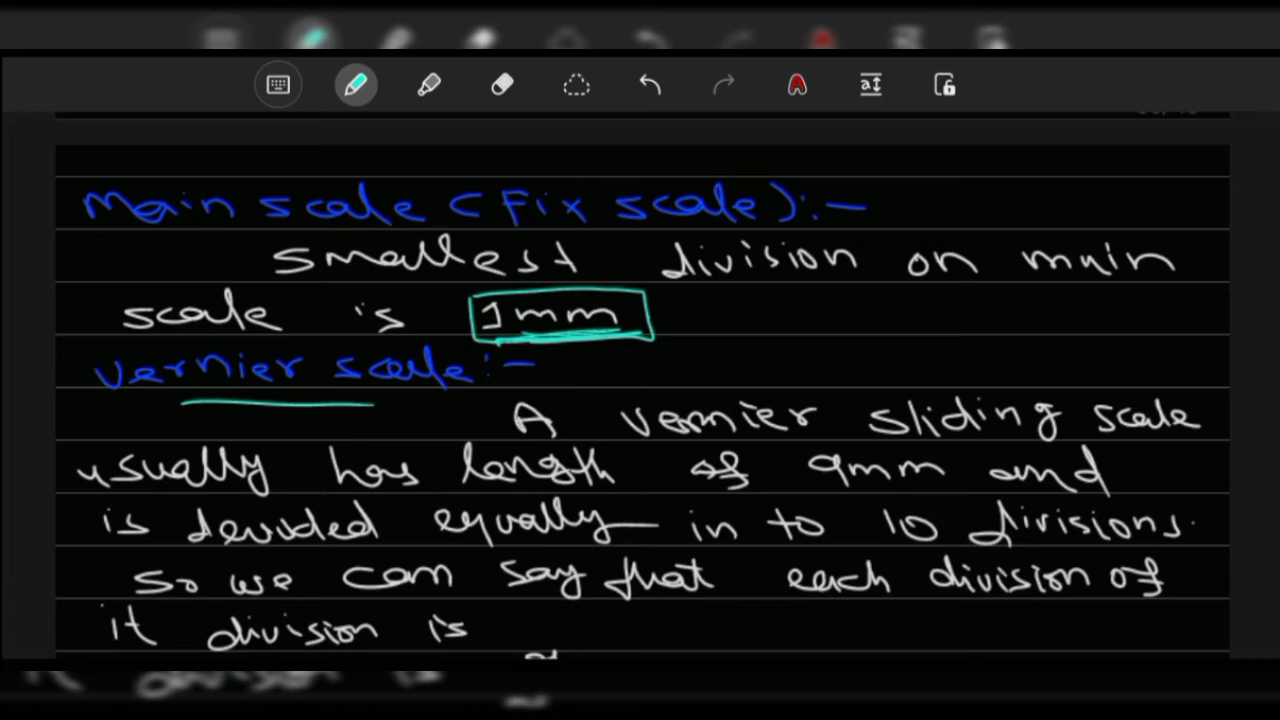 Main scale (Fix scale):-
smallest division on main
scale is 1mm
Vernier scale:-
A vernier sliding scale
usually has length of 9mm and
is devided equally in to 10 divisions.
So we can say that each division of
it division is